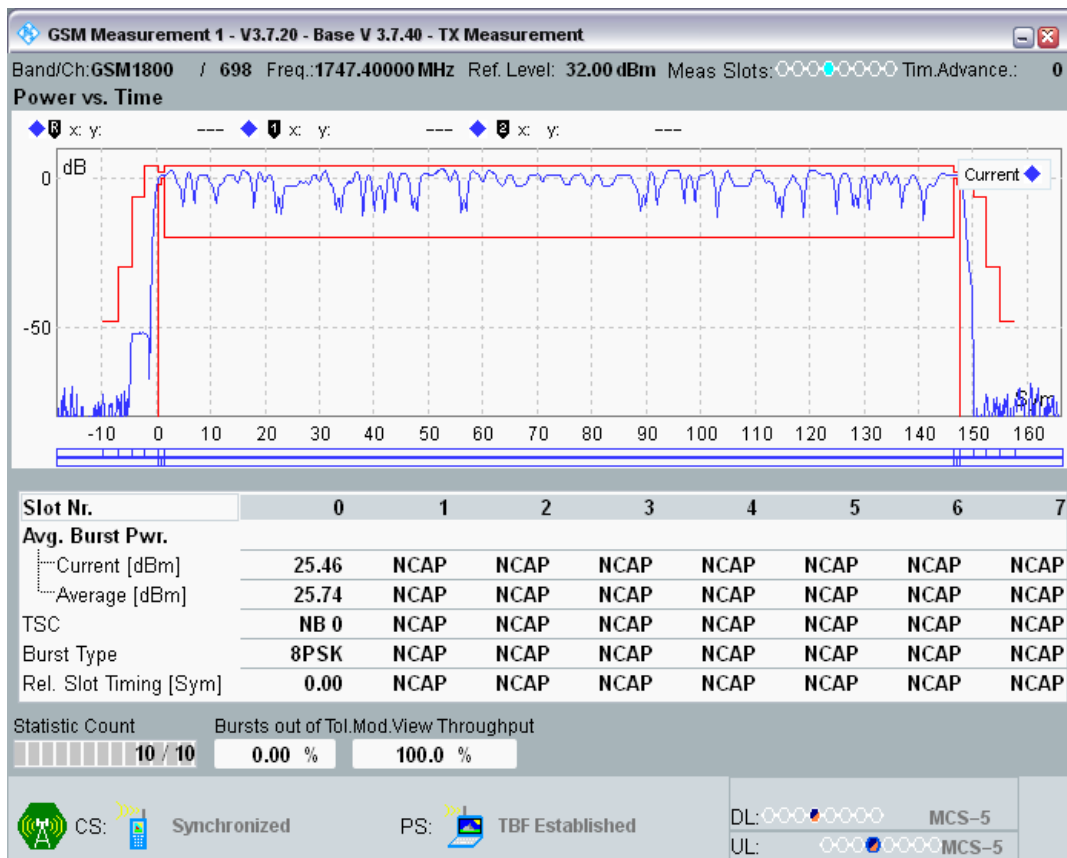 GSM Measurement 1 - V3.7.20 - Base V 3.7.40 - TX Measurement
Band/Ch:GSM1800 / 698 Freq.:1747.40000 MHz Ref. Level: 32.00 dBm Meas Slots: Tim.Advance.: 0
Power vs. Time
R x: y: --- 1 x: y: --- 2 x: y: ---
dB
Current
0
-50
Sym
-10 0 10 20 30 40 50 60 70 80 90 100 110 120 130 140 150 160
Slot Nr. 0 1 2 3 4 5 6 7
Avg. Burst Pwr.
Current [dBm] 25.46 NCAP NCAP NCAP NCAP NCAP NCAP NCAP
Average [dBm] 25.74 NCAP NCAP NCAP NCAP NCAP NCAP NCAP
TSC NB 0 NCAP NCAP NCAP NCAP NCAP NCAP NCAP
Burst Type 8PSK NCAP NCAP NCAP NCAP NCAP NCAP NCAP
Rel. Slot Timing [Sym] 0.00 NCAP NCAP NCAP NCAP NCAP NCAP NCAP
Statistic Count Bursts out of Tol.Mod.View Throughput
10 / 10 0.00 % 100.0 %
DL: MCS-5
CS: Synchronized PS: TBF Established
UL: MCS-5